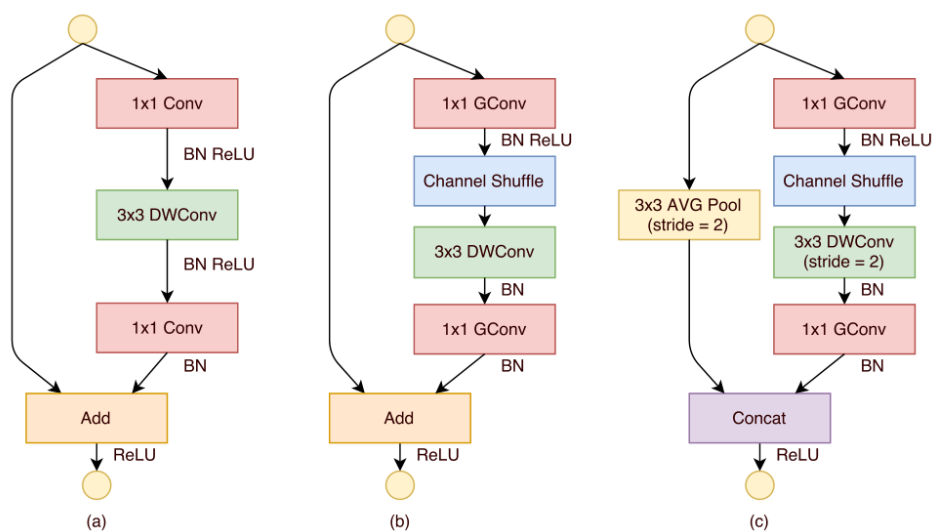 1x1 Conv
BN ReLU
3x3 DWConv
BN ReLU
1x1 Conv
BN
Add
ReLU
(a)
1x1 GConv
BN ReLU
Channel Shuffle
3x3 DWConv
BN
1x1 GConv
BN
Add
ReLU
(b)
1x1 GConv
BN ReLU
Channel Shuffle
3x3 AVG Pool
(stride = 2)
3x3 DWConv
(stride = 2)
BN
1x1 GConv
BN
Concat
ReLU
(c)